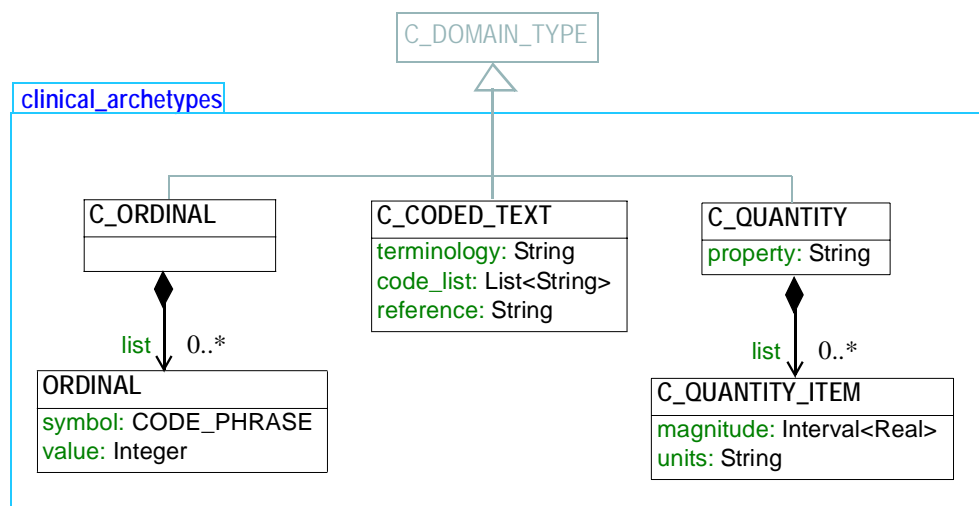 C_DOMAIN_TYPE
clinical_archetypes
C_ORDINAL
C_CODED_TEXT
terminology: String
code_list: List<String>
reference: String
C_QUANTITY
property: String
list 0..*
list 0..*
ORDINAL
symbol: CODE_PHRASE
value: Integer
C_QUANTITY_ITEM
magnitude: Interval<Real>
units: String